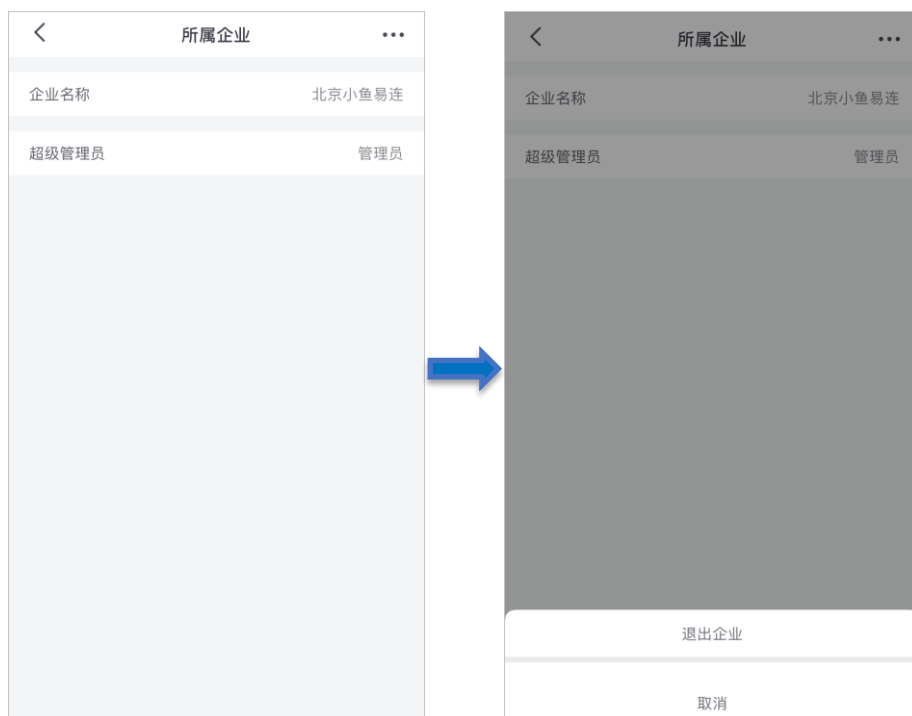 所属企业
企业名称 北京小鱼易连
超级管理员 管理员
所属企业
企业名称 北京小鱼易连
超级管理员 管理员
退出企业
取消